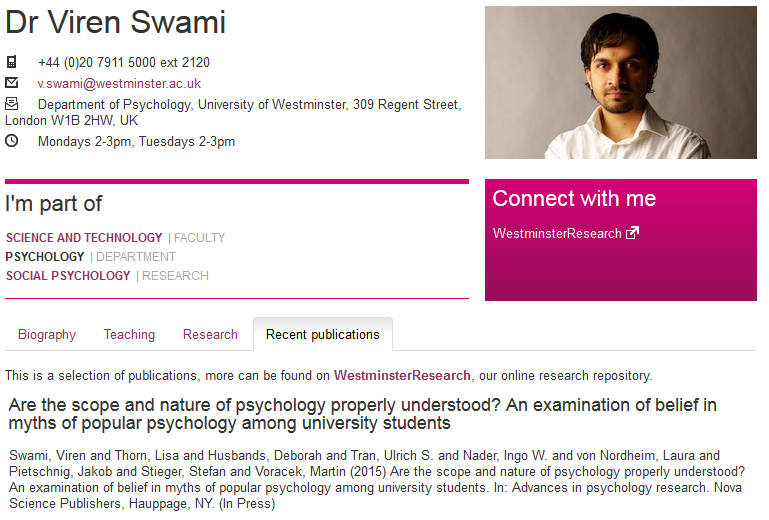 Dr Viren Swami
+44 (0)20 7911 5000 ext 2120
v.swami@westminster.ac.uk
Department of Psychology, University of Westminster, 309 Regent Street,
London W1B 2HW, UK
Mondays 2-3pm, Tuesdays 2-3pm
I'm part of
SCIENCE AND TECHNOLOGY | FACULTY
PSYCHOLOGY | DEPARTMENT
SOCIAL PSYCHOLOGY | RESEARCH
Connect with me
WestminsterResearch
Biography Teaching Research Recent publications
This is a selection of publications, more can be found on WestminsterResearch, our online research repository.
Are the scope and nature of psychology properly understood? An examination of belief in
myths of popular psychology among university students
Swami, Viren and Thorn, Lisa and Husbands, Deborah and Tran, Ulrich S. and Nader, Ingo W. and von Nordheim, Laura and
Pietschnig, Jakob and Stieger, Stefan and Voracek, Martin (2015) Are the scope and nature of psychology properly understood?
An examination of belief in myths of popular psychology among university students. In: Advances in psychology research. Nova
Science Publishers, Hauppage, NY. (In Press)